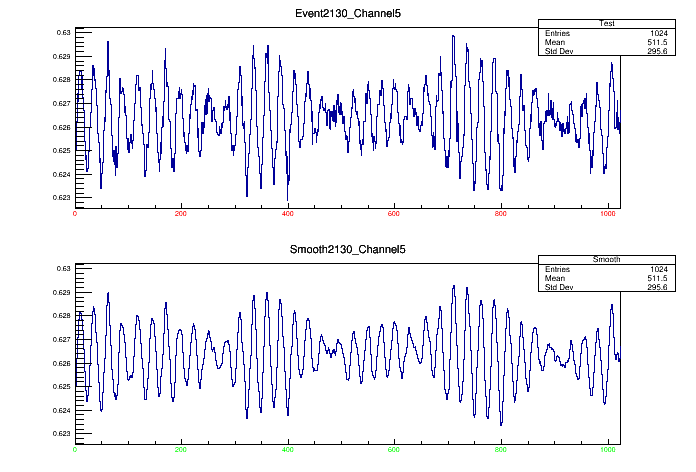 Event2130_Channel5
Test
Entries 1024
Mean 511.5
Std Dev 295.6
0.63
0.629
0.628
0.627
0.626
0.625
0.624
0.623
0 200 400 600 800 1000
Smooth2130_Channel5
Smooth
Entries 1024
Mean 511.5
Std Dev 295.6
0.63
0.629
0.628
0.627
0.626
0.625
0.624
0.623
0 200 400 600 800 1000